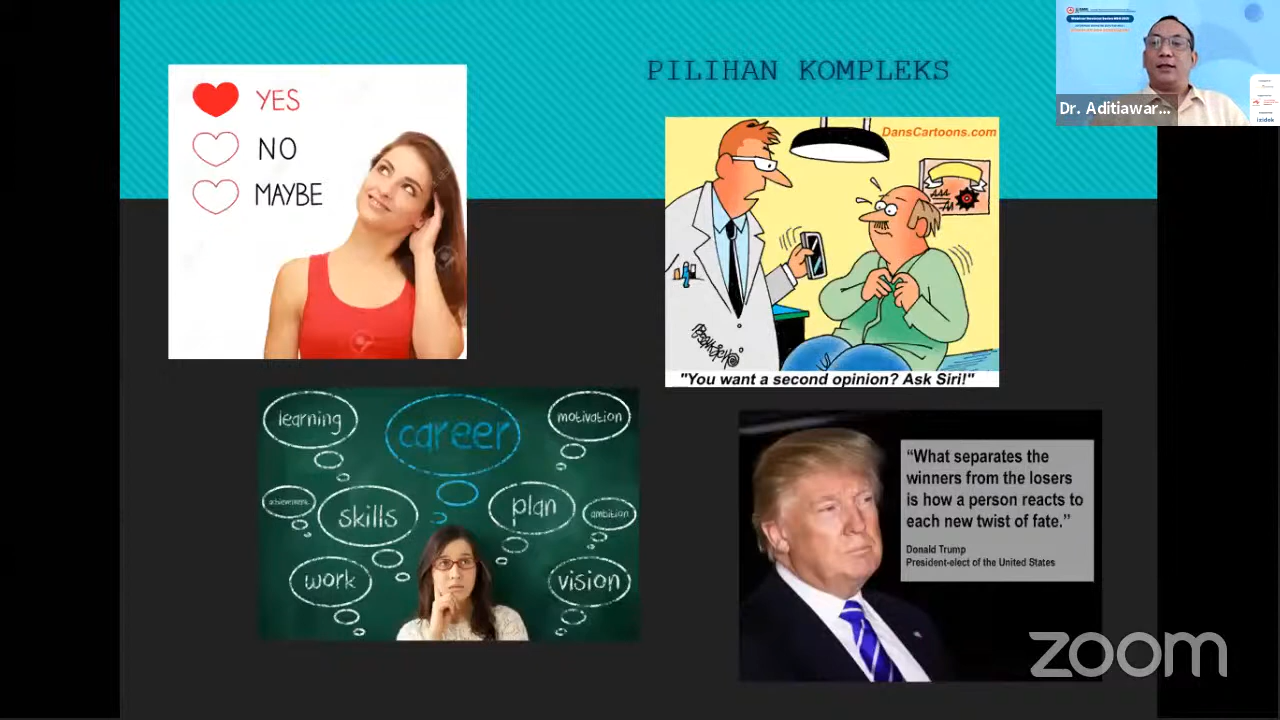 PILIHAN KOMPLEKS
YES
NO
MAYBE
DansCartoons.com
"You want a second opinion? Ask Siri!"
learning
career
motivation
achievement
skills
plan
ambition
work
vision
“What separates the
winners from the losers
is how a person reacts to
each new twist of fate.”
Donald Trump
President-elect of the United States
Dr. Aditiawar...
zoom